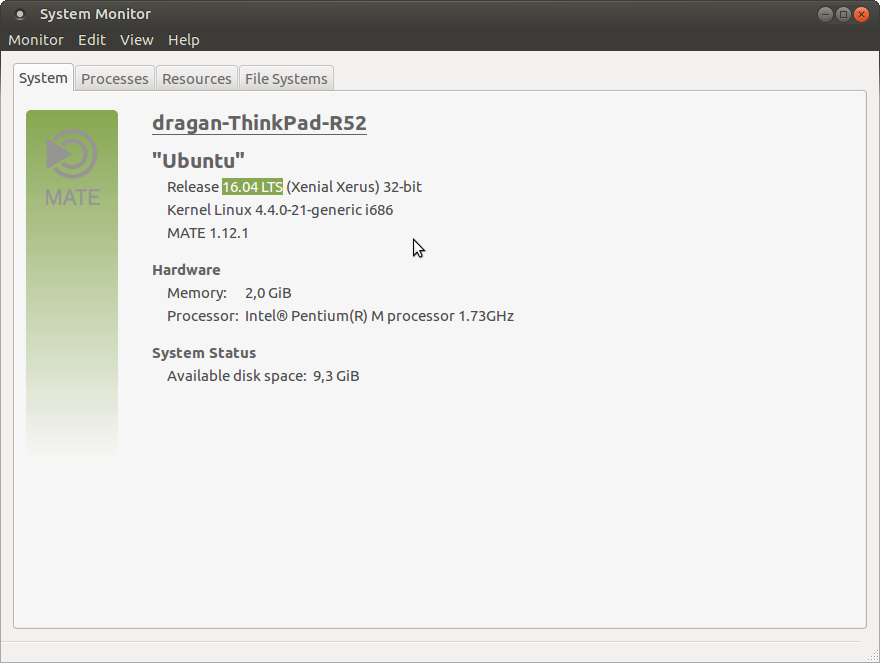 System Monitor
Monitor Edit View Help
System Processes Resources File Systems
MATE
dragan-ThinkPad-R52
"Ubuntu"
Release 16.04 LTS (Xenial Xerus) 32-bit
Kernel Linux 4.4.0-21-generic i686
MATE 1.12.1
Hardware
Memory: 2,0 GiB
Processor: Intel® Pentium(R) M processor 1.73GHz
System Status
Available disk space: 9,3 GiB